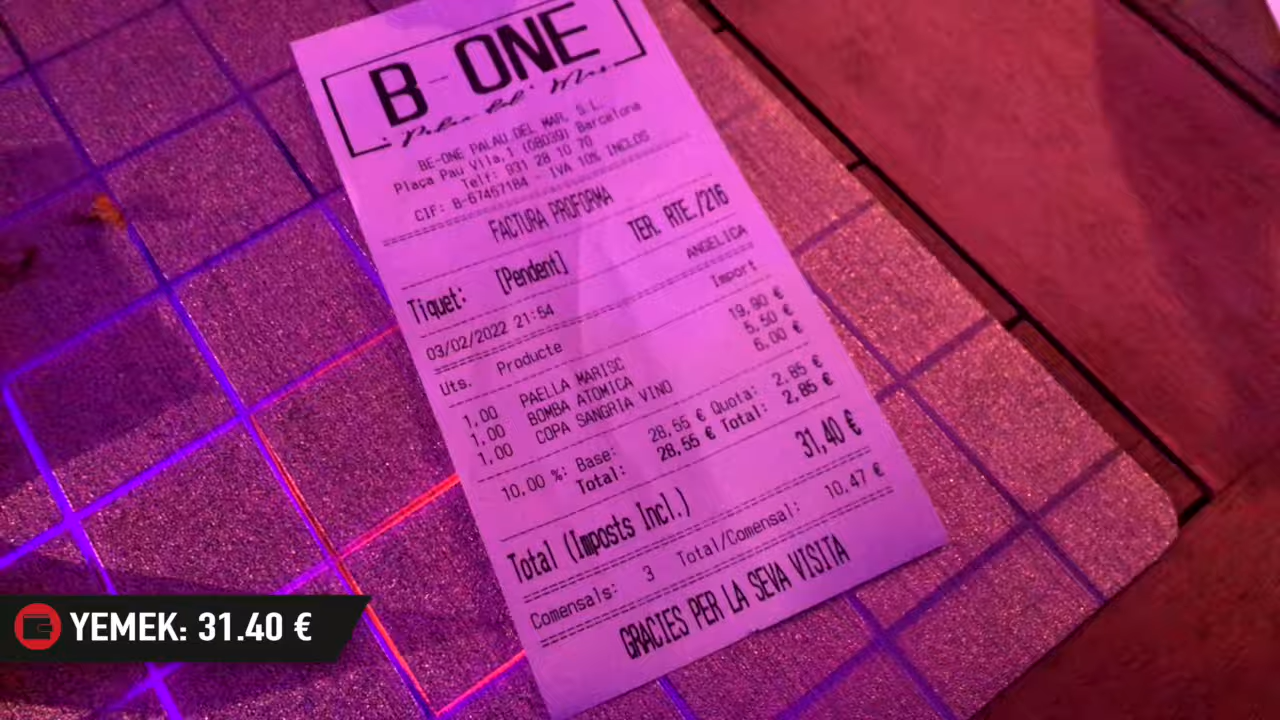 B-ONE
Palau del Mar
BE-ONE PALAU DEL MAR, S.L.
Plaça Pau Vila,1 (08039) Barcelona
Telf: 931 28 10 70
CIF: B-67457184 - IVA 10% INCLOS
FACTURA PROFORMA
Tiquet: [Pendent] TER. RTE./216
03/02/2022 21:54 ANGELICA
Uts. Producte Import
1,00 PAELLA MARISC 19,90 €
1,00 BOMBA ATOMICA 5,50 €
1,00 COPA SANGRIA VINO 6,00 €
10.00 %: Base: 28,55 € Quota: 2,85 €
Total: 28,55 € Total: 2,85 €
Total (Imposts Incl.) 31,40 €
Comensals: 3 Total/Comensal: 10,47 €
GRACIES PER LA SEVA VISITA
YEMEK: 31.40 €